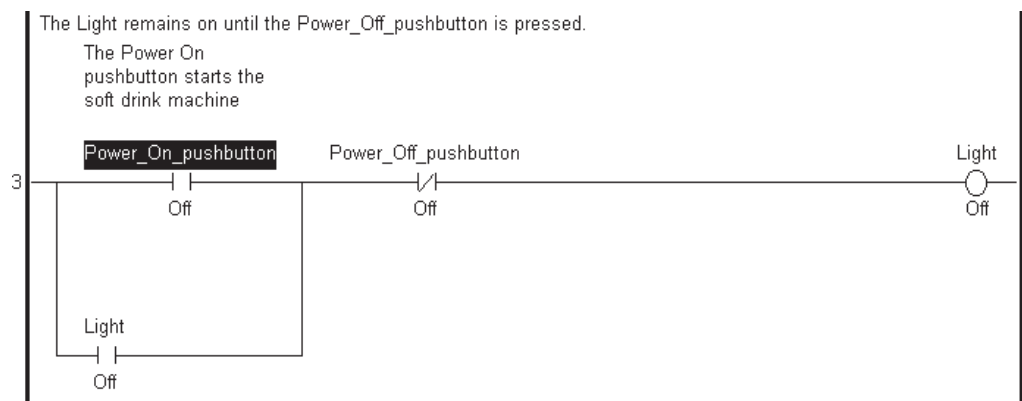 The Light remains on until the Power_Off_pushbutton is pressed.
The Power On
pushbutton starts the
soft drink machine
Power_On_pushbutton Power_Off_pushbutton Light
3
Off Off Off
Light
Off